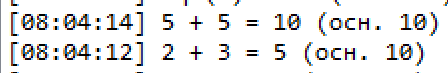 [08:04:14] 5 + 5 = 10 (осн. 10)
[08:04:12] 2 + 3 = 5 (осн. 10)